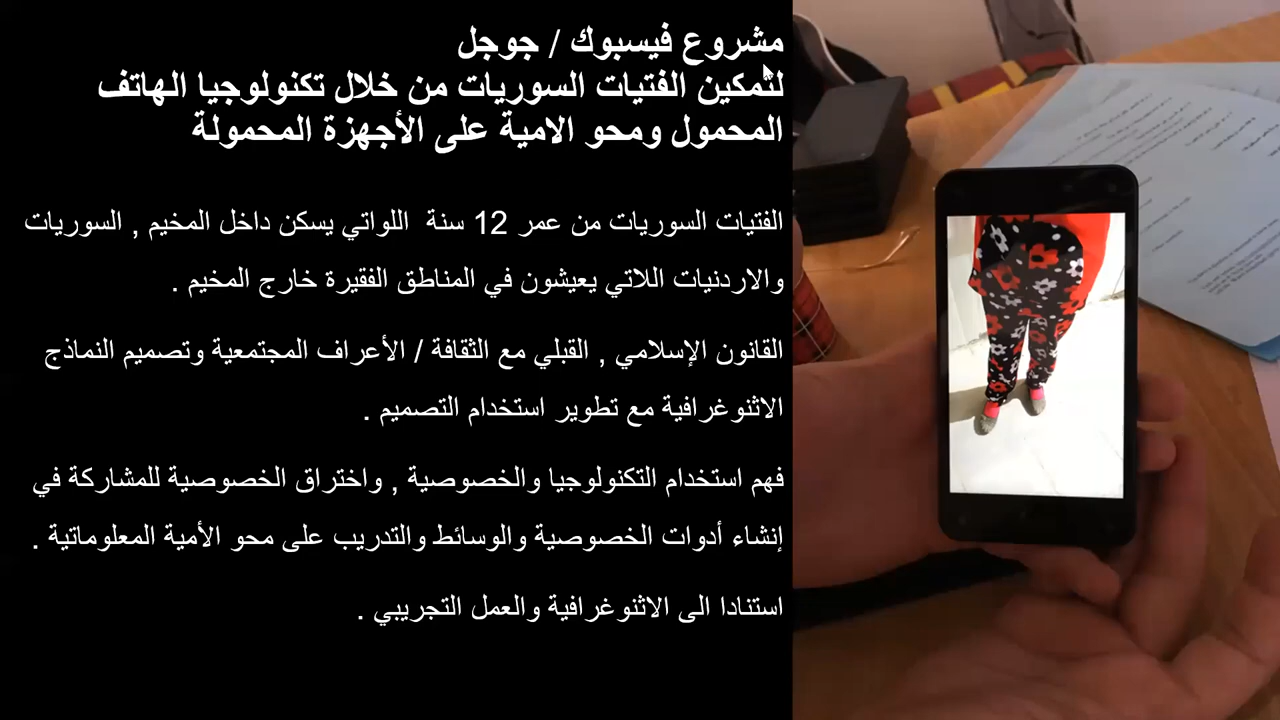 مشروع فيسبوك / جوجل
لتمكين الفتيات السوريات من خلال تكنولوجيا الهاتف
المحمول ومحو الامية على الأجهزة المحمولة
الفتيات السوريات من عمر 12 سنة اللواتي يسكن داخل المخيم , السوريات
والاردنيات اللاتي يعيشون في المناطق الفقيرة خارج المخيم .
القانون الإسلامي , القبلي مع الثقافة / الأعراف المجتمعية وتصميم النماذج
الاثنوغرافية مع تطوير استخدام التصميم .
فهم استخدام التكنولوجيا والخصوصية , واختراق الخصوصية للمشاركة في
إنشاء أدوات الخصوصية والوسائط والتدريب على محو الأمية المعلوماتية .
استنادا الى الاثنوغرافية والعمل التجريبي .